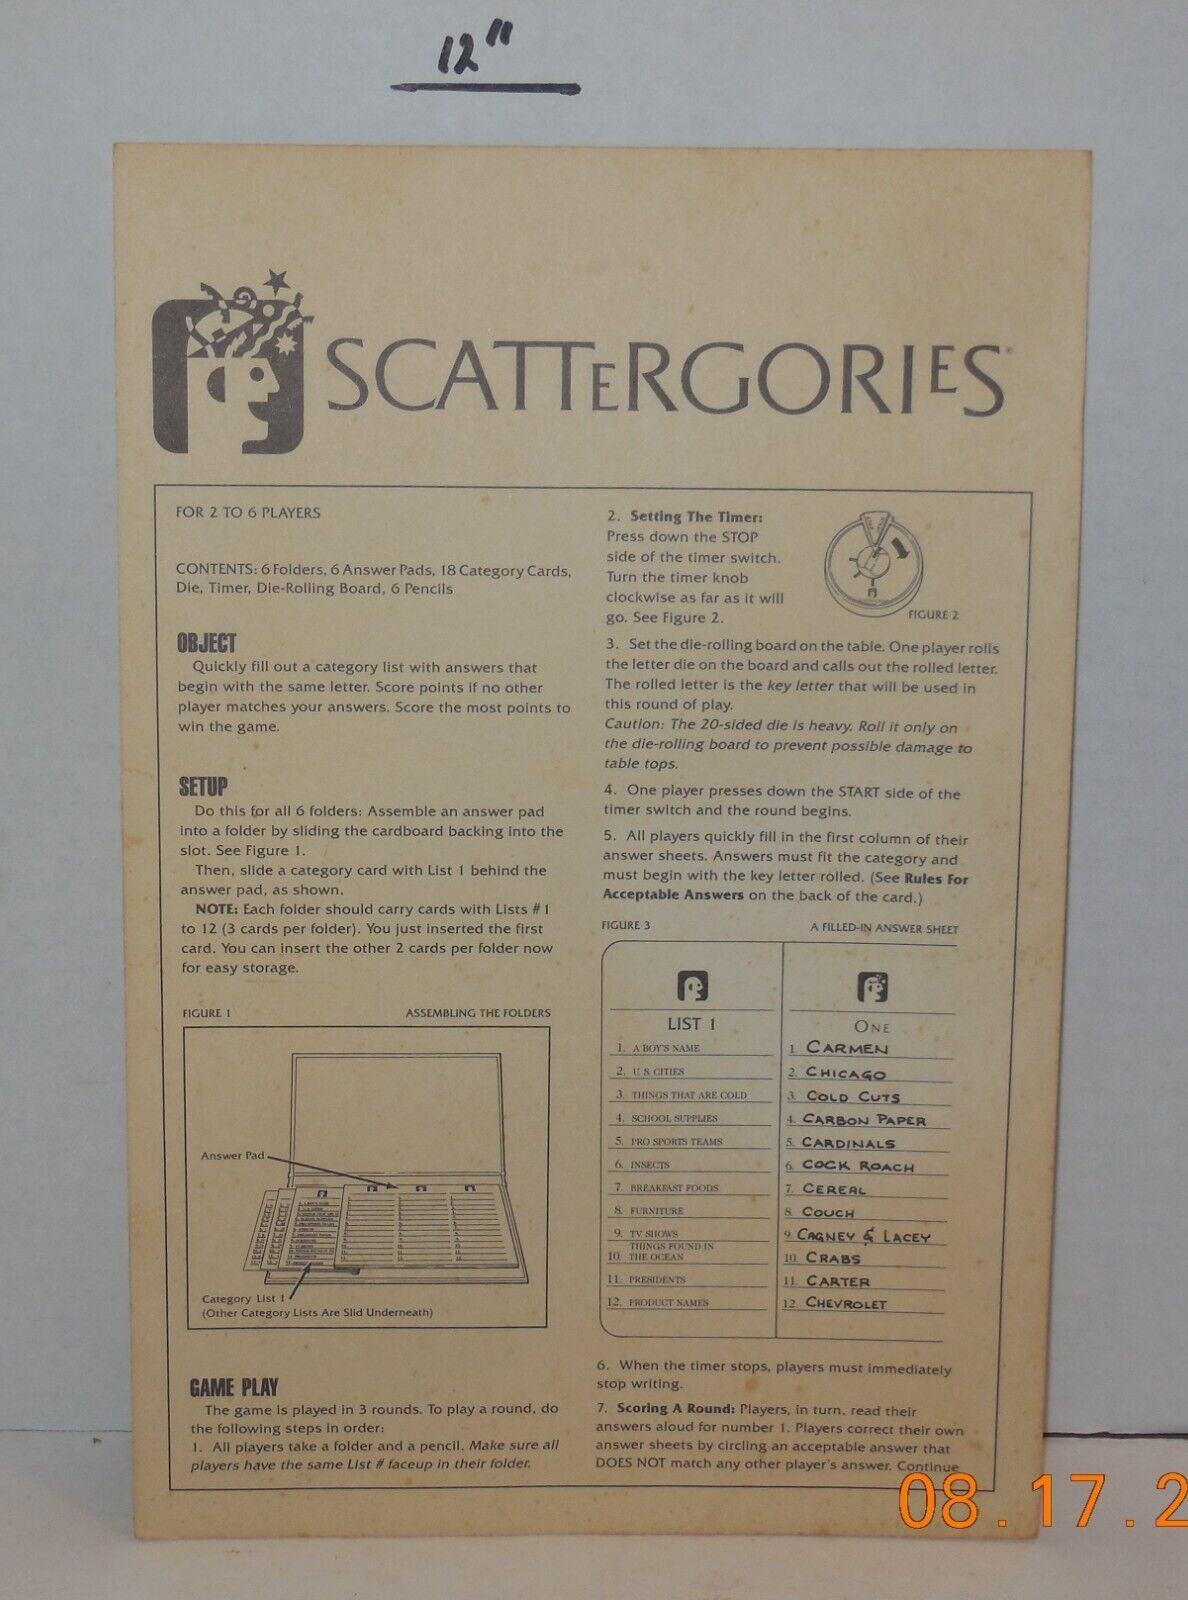 12"
SCATTERGORIES
FOR 2 TO 6 PLAYERS
CONTENTS: 6 Folders, 6 Answer Pads, 18 Category Cards,
Die, Timer, Die-Rolling Board, 6 Pencils
OBJECT
Quickly fill out a category list with answers that
begin with the same letter. Score points if no other
player matches your answers. Score the most points to
win the game.
SETUP
Do this for all 6 folders: Assemble an answer pad
into a folder by sliding the cardboard backing into the
slot. See Figure 1.
Then, slide a category card with List 1 behind the
answer pad, as shown.
NOTE: Each folder should carry cards with Lists #1
to 12 (3 cards per folder). You just inserted the first
card. You can insert the other 2 cards per folder now
for easy storage.
FIGURE 1 ASSEMBLING THE FOLDERS
Answer Pad
Category List 1
(Other Category Lists Are Slid Underneath)
GAME PLAY
The game is played in 3 rounds. To play a round, do
the following steps in order:
1. All players take a folder and a pencil. Make sure all
players have the same List # faceup in their folder.
2. Setting The Timer:
Press down the STOP
side of the timer switch.
Turn the timer knob
clockwise as far as it will
go. See Figure 2.
FIGURE 2
3. Set the die-rolling board on the table. One player rolls
the letter die on the board and calls out the rolled letter.
The rolled letter is the key letter that will be used in
this round of play.
Caution: The 20-sided die is heavy. Roll it only on
the die-rolling board to prevent possible damage to
table tops.
4. One player presses down the START side of the
timer switch and the round begins.
5. All players quickly fill in the first column of their
answer sheets. Answers must fit the category and
must begin with the key letter rolled. (See Rules For
Acceptable Answers on the back of the card.)
FIGURE 3 A FILLED-IN ANSWER SHEET
LIST 1
1. A BOY'S NAME
2. U.S. CITIES
3. THINGS THAT ARE COLD
4. SCHOOL SUPPLIES
5. PRO SPORTS TEAMS
6. INSECTS
7. BREAKFAST FOODS
8. FURNITURE
9. TV SHOWS
THINGS FOUND IN
10. THE OCEAN
11. PRESIDENTS
12. PRODUCT NAMES
ONE
1. CARMEN
2. CHICAGO
3. COLD CUTS
4. CARBON PAPER
5. CARDINALS
6. COCK ROACH
7. CEREAL
8. COUCH
9. CAGNEY & LACEY
10. CRABS
11. CARTER
12. CHEVROLET
6. When the timer stops, players must immediately
stop writing.
7. Scoring A Round: Players, in turn, read their
answers aloud for number 1. Players correct their own
answer sheets by circling an acceptable answer that
DOES NOT match any other player's answer. Continue
08.17.2